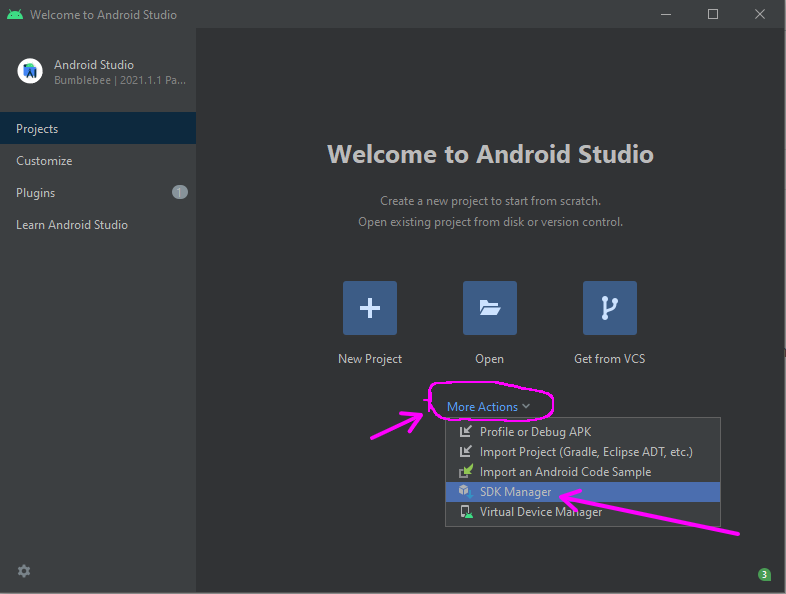 Welcome to Android Studio
Android Studio
Bumblebee | 2021.1.1 Pa...
Projects
Customize
Plugins
1
Learn Android Studio
Welcome to Android Studio
Create a new project to start from scratch.
Open existing project from disk or version control.
New Project
Open
Get from VCS
More Actions
Profile or Debug APK
Import Project (Gradle, Eclipse ADT, etc.)
Import an Android Code Sample
SDK Manager
Virtual Device Manager
3